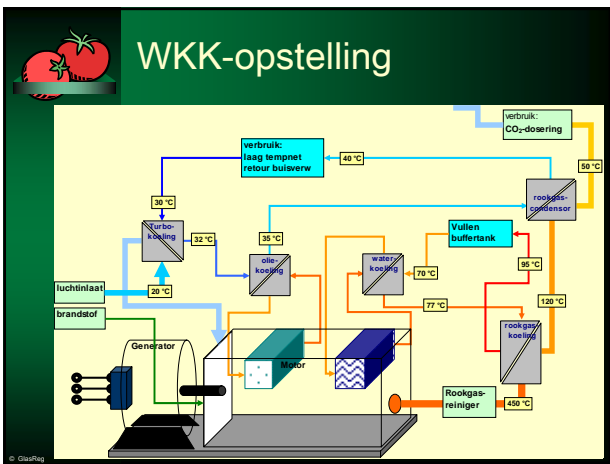 WKK-opstelling
verbruik:
CO₂-dosering
verbruik:
laag tempnet
retour buisverw
40 °C
50 °C
30 °C
rookgas-
condensor
Turbo-
koeling
32 °C
35 °C
Vullen
buffertank
olie-
koeling
water-
koeling
70 °C
95 °C
luchtinlaat
20 °C
77 °C
120 °C
brandstof
rookgas
koeling
Generator
Motor
Rookgas-
reiniger
450 °C
© GlasReg